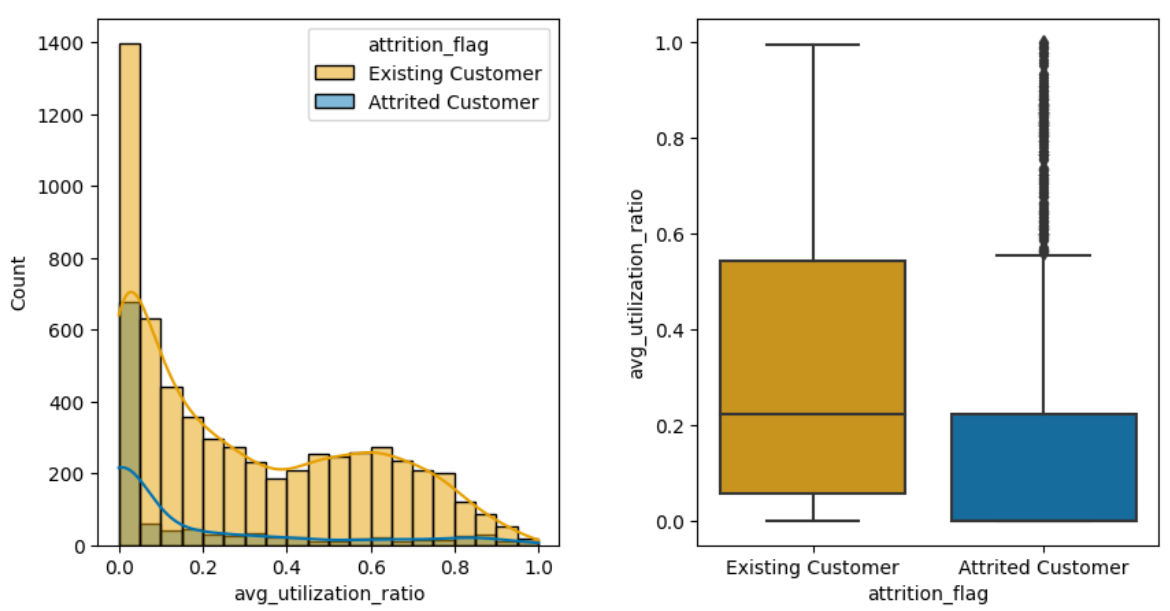 1400
1200
1000
800
600
400
200
0
Count
0.0 0.2 0.4 0.6 0.8 1.0
avg_utilization_ratio
attrition_flag
Existing Customer
Attrited Customer
1.0
0.8
0.6
0.4
0.2
0.0
avg_utilization_ratio
Existing Customer Attrited Customer
attrition_flag